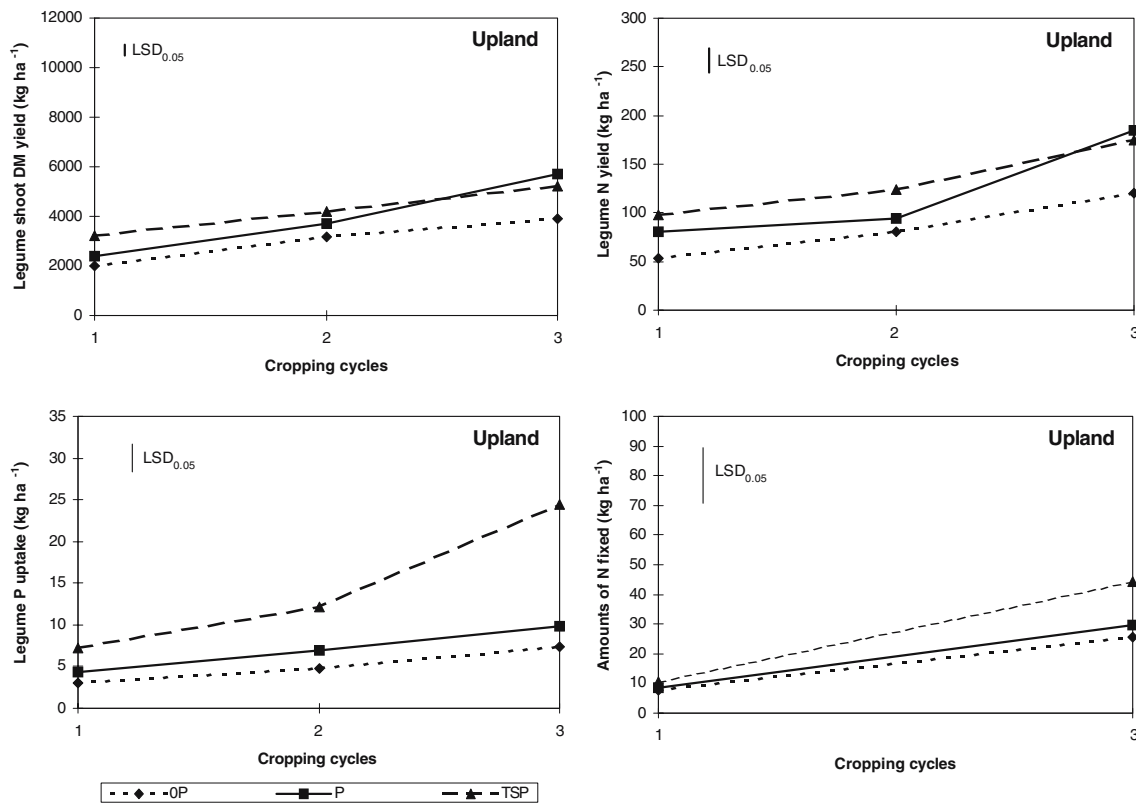 Upland
LSD0.05
Legume shoot DM yield (kg ha -1)
12000
10000
8000
6000
4000
2000
0
1 2 3
Cropping cycles
Upland
LSD0.05
Legume N yield (kg ha -1)
300
250
200
150
100
50
0
1 2 3
Cropping cycles
Upland
LSD0.05
Legume P uptake (kg ha -1)
35
30
25
20
15
10
5
0
1 2 3
Cropping cycles
Upland
LSD0.05
Amounts of N fixed (kg ha -1)
100
90
80
70
60
50
40
30
20
10
0
1 3
Cropping cycles
0P P TSP